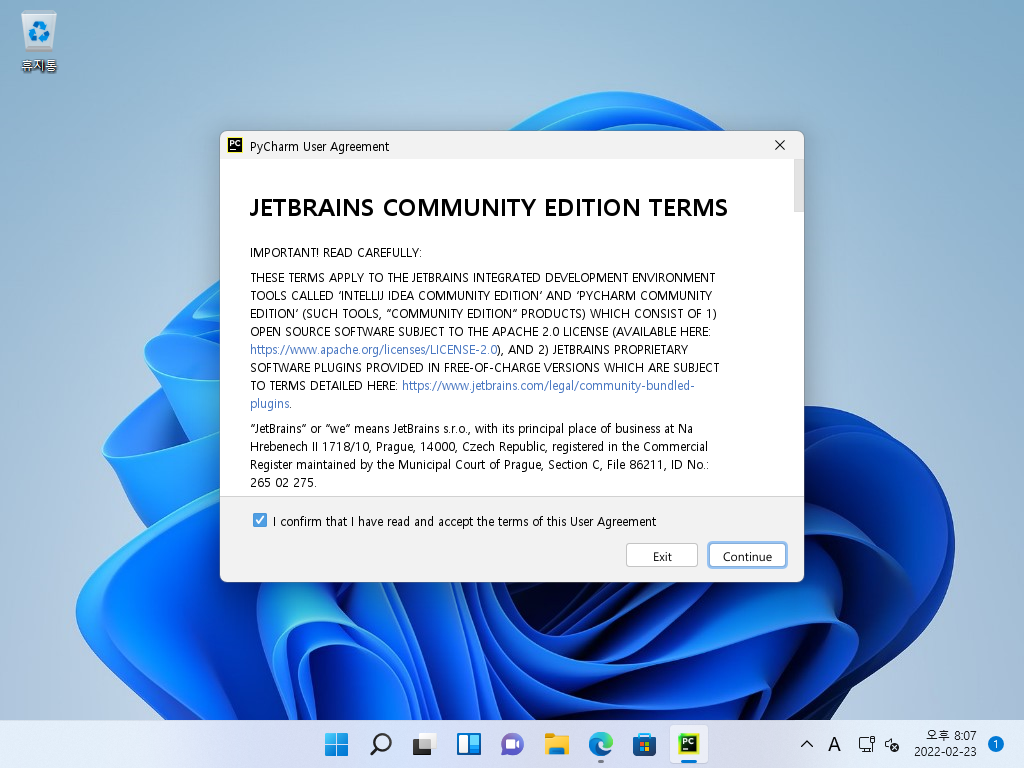 휴지통
PC PyCharm User Agreement
JETBRAINS COMMUNITY EDITION TERMS
IMPORTANT! READ CAREFULLY:
THESE TERMS APPLY TO THE JETBRAINS INTEGRATED DEVELOPMENT ENVIRONMENT
TOOLS CALLED 'INTELLIJ IDEA COMMUNITY EDITION' AND 'PYCHARM COMMUNITY
EDITION' (SUCH TOOLS, "COMMUNITY EDITION" PRODUCTS) WHICH CONSIST OF 1)
OPEN SOURCE SOFTWARE SUBJECT TO THE APACHE 2.0 LICENSE (AVAILABLE HERE:
https://www.apache.org/licenses/LICENSE-2.0), AND 2) JETBRAINS PROPRIETARY
SOFTWARE PLUGINS PROVIDED IN FREE-OF-CHARGE VERSIONS WHICH ARE SUBJECT
TO TERMS DETAILED HERE: https://www.jetbrains.com/legal/community-bundled-
plugins.
"JetBrains" or "we" means JetBrains s.r.o., with its principal place of business at Na
Hrebenech II 1718/10, Prague, 14000, Czech Republic, registered in the Commercial
Register maintained by the Municipal Court of Prague, Section C, File 86211, ID No.:
265 02 275.
I confirm that I have read and accept the terms of this User Agreement
Exit Continue
PC
A
오후 8:07
2022-02-23
1